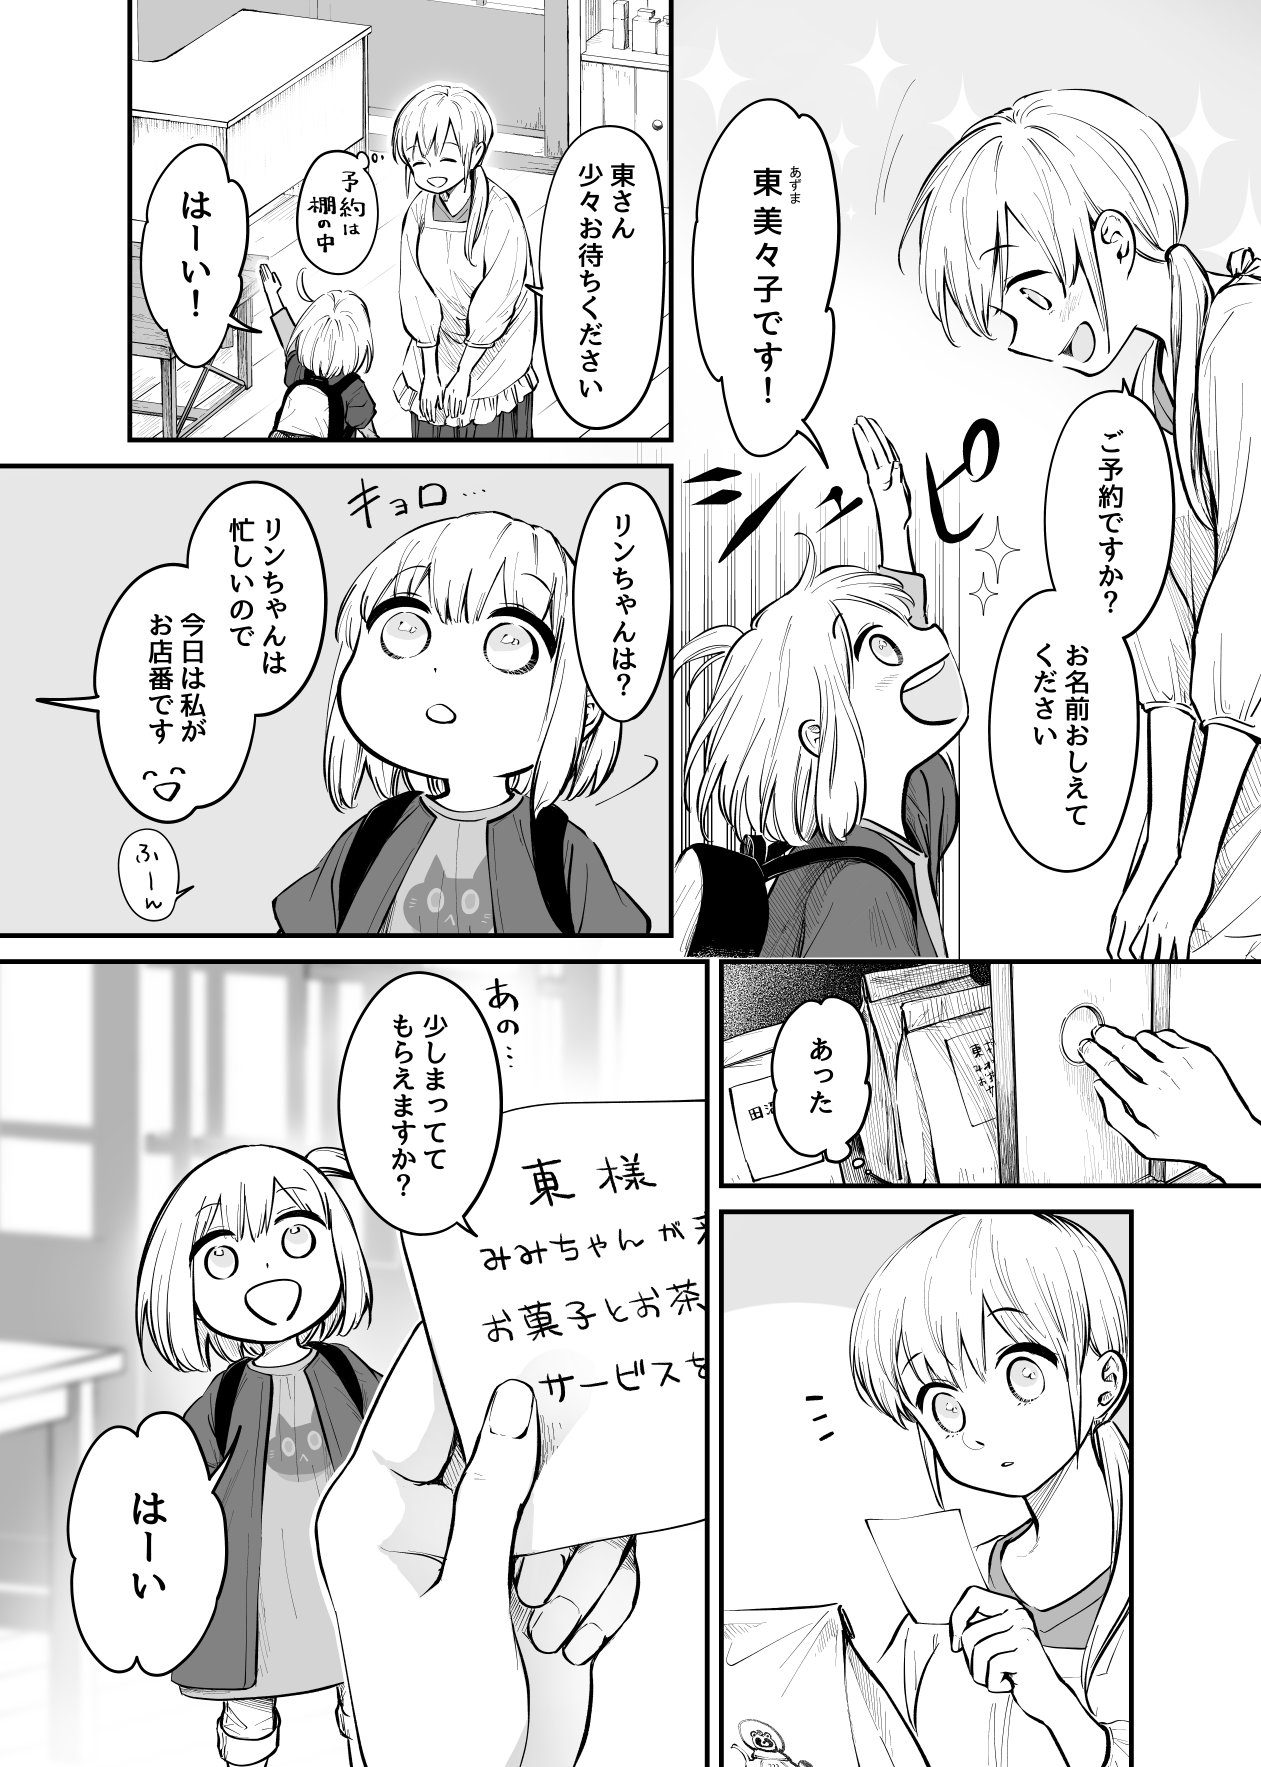 ご予約ですか？
お名前おしえて
ください
あずま
東美々子です！
シュピ
東さん
少々お待ちください
予約は
棚の中
はーい！
リンちゃんは？
キョロ…
リンちゃんは
忙しいので
今日は私が
お店番です
ふーん
あった
東
田沼
あの…
少しまってて
もらえますか？
東様
みみちゃんが
お菓子とお茶
サービスを
はーい